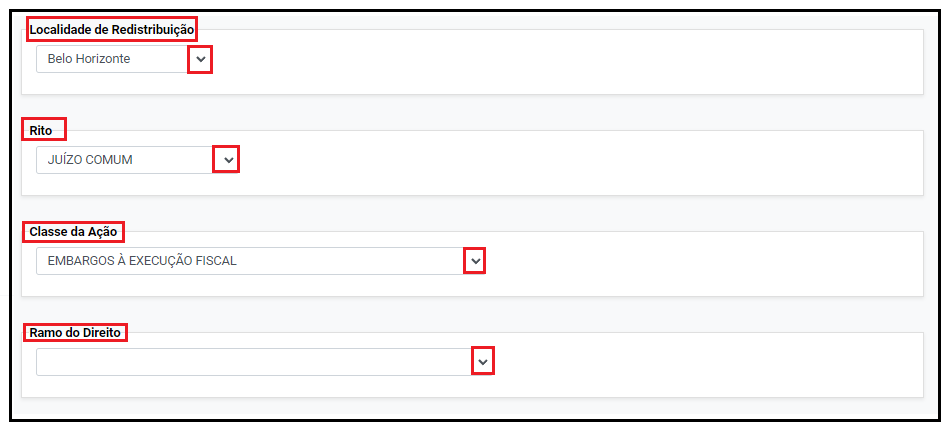 Localidade de Redistribuição
Belo Horizonte
Rito
JUÍZO COMUM
Classe da Ação
EMBARGOS À EXECUÇÃO FISCAL
Ramo do Direito